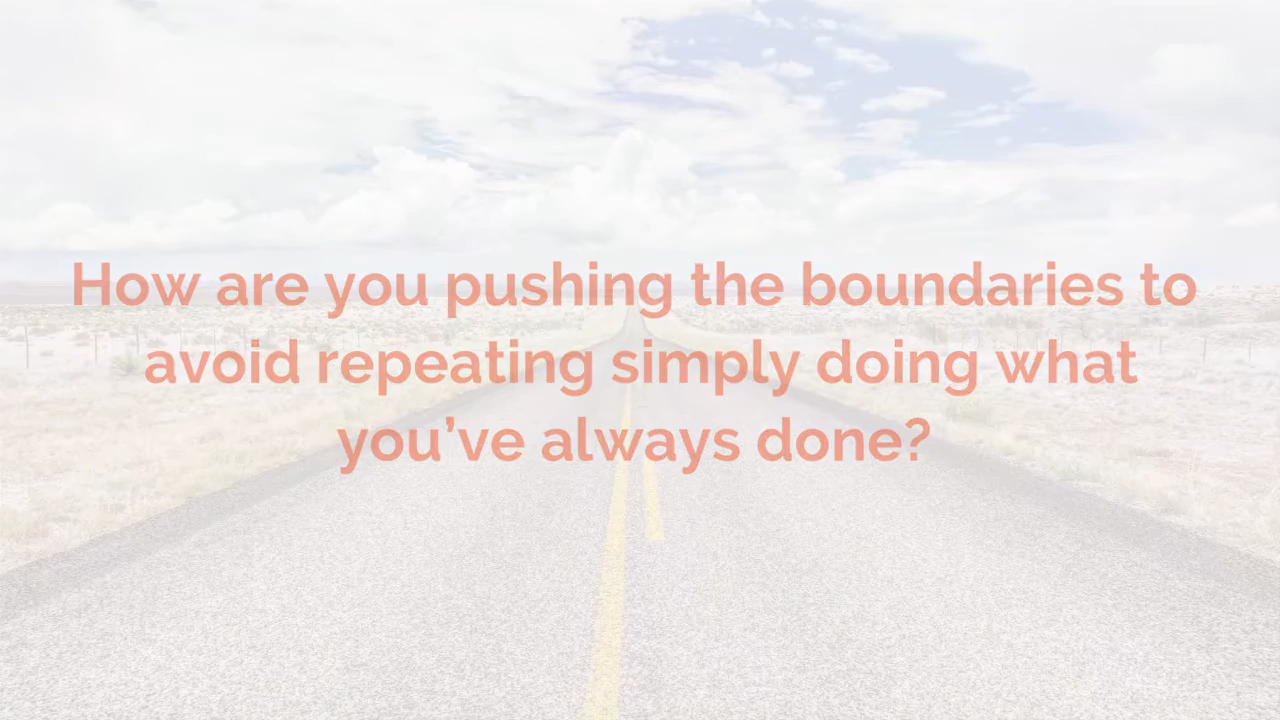 How are you pushing the boundaries to
avoid repeating simply doing what
you’ve always done?